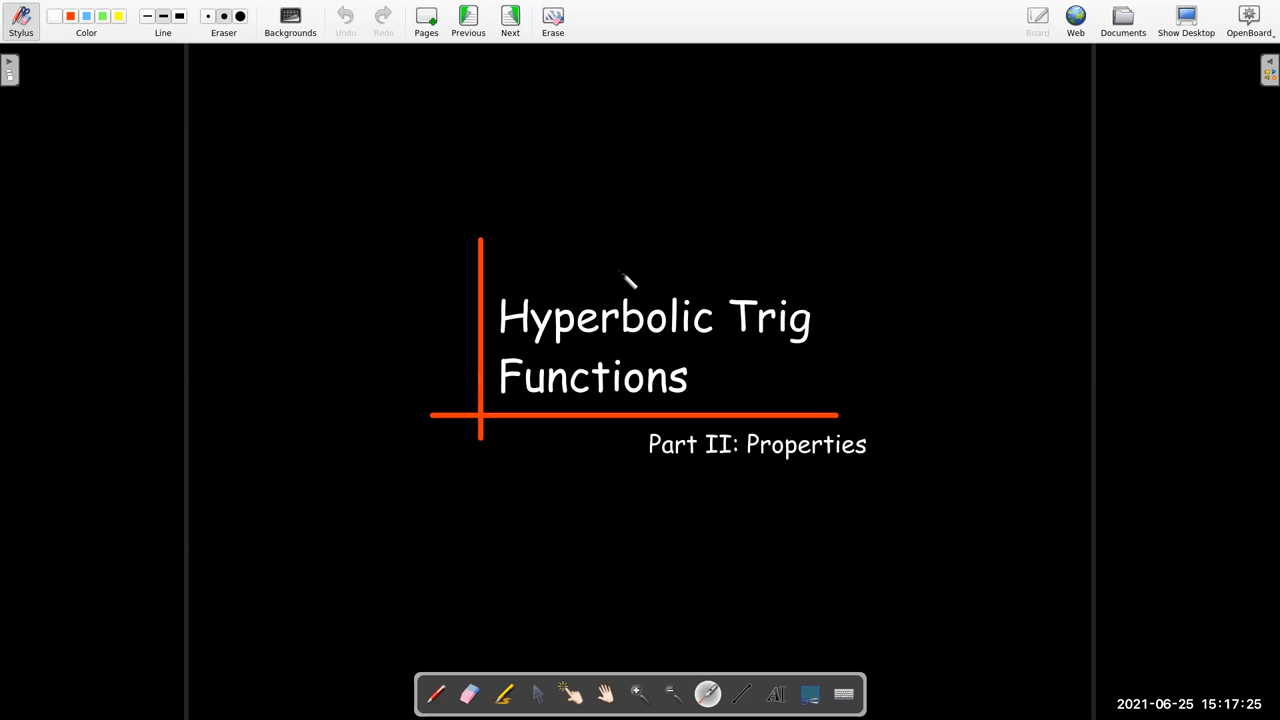 Stylus
Color
Line
Eraser
Backgrounds
Undo
Redo
Pages
Previous
Next
Erase
Board
Web
Documents
Show Desktop
OpenBoard
Hyperbolic Trig
Functions
Part II: Properties
AI
2021-06-25 15:17:25